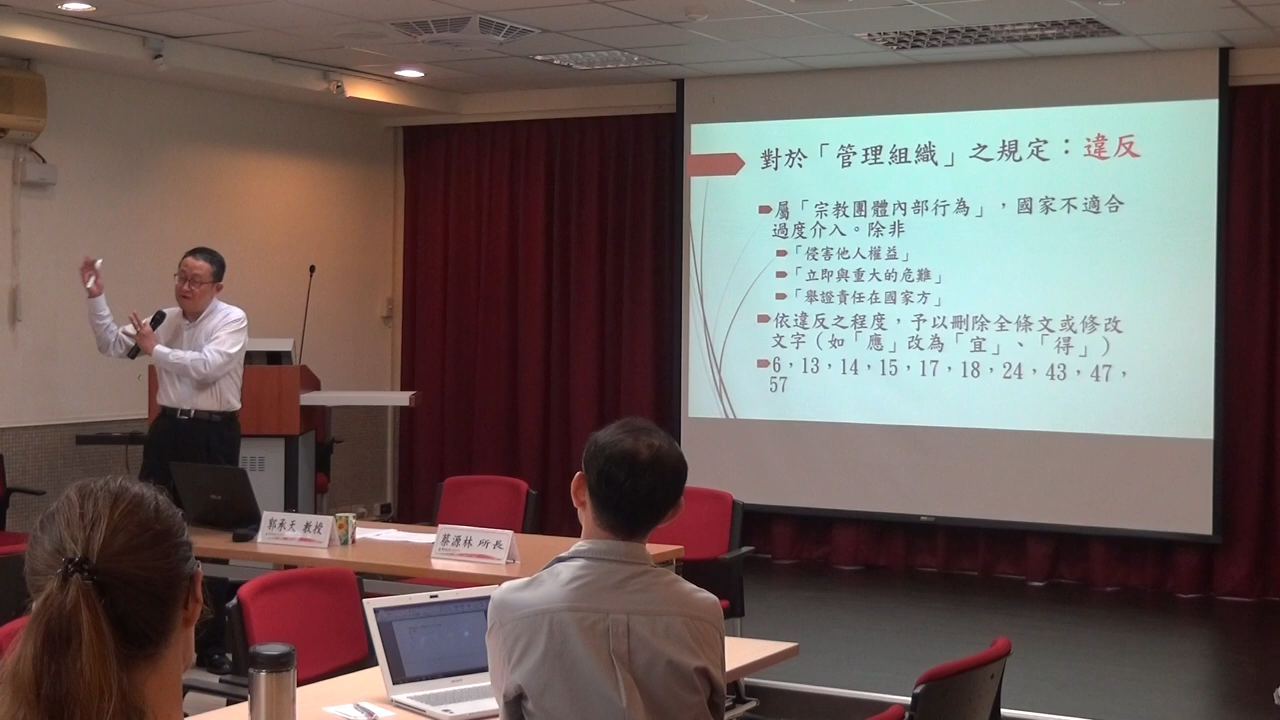 對於「管理組織」之規定：違反
屬「宗教團體內部行為」，國家不適合
過度介入。除非
「侵害他人權益」
「立即與重大的危難」
「舉證責任在國家方」
依違反之程度，予以刪除全條文或修改
文字（如「應」改為「宜」、「得」）
6，13，14，15，17，18，24，43，47，
57
郭承天 教授
蔡源林 所長